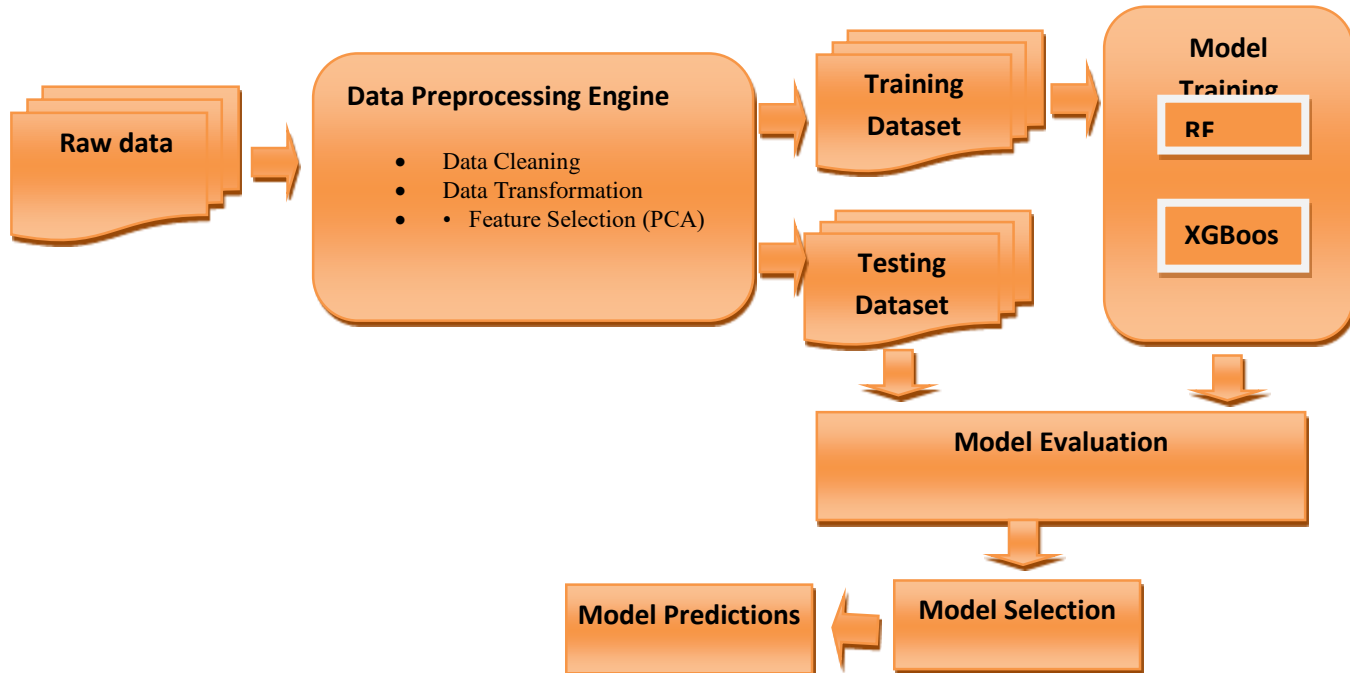 Raw data
Data Preprocessing Engine
• Data Cleaning
• Data Transformation
• • Feature Selection (PCA)
Training
Dataset
Testing
Dataset
Model
Training
RF
XGBoos
Model Evaluation
Model Selection
Model Predictions